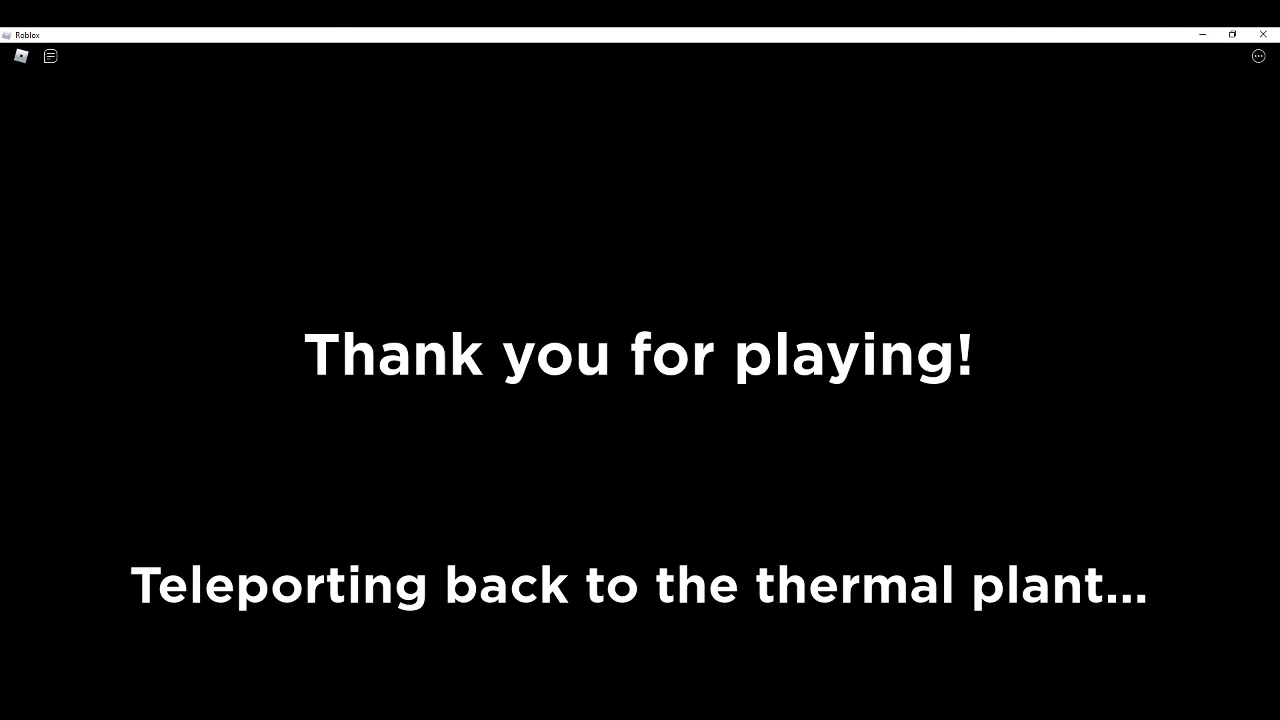 Roblox
Thank you for playing!
Teleporting back to the thermal plant...